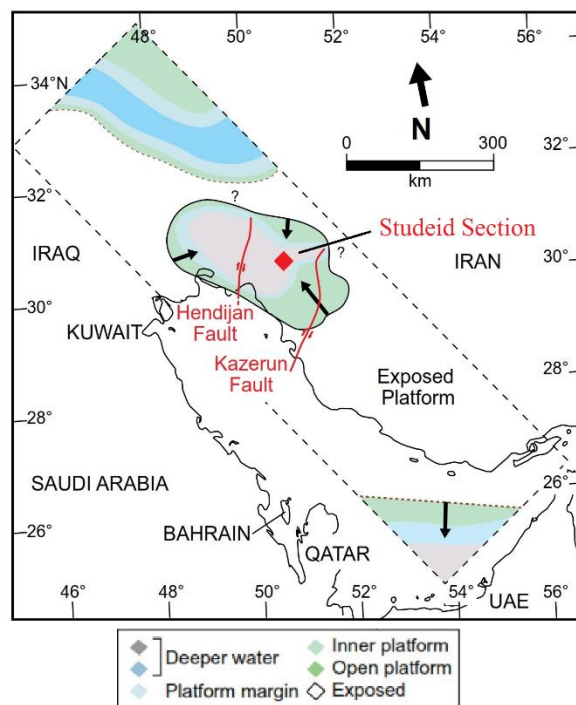 48° 50° 52° 54° 56°
34°N
34°
N
0 300
km
32°
32°
?
Studeid Section
IRAQ
?
IRAN
30°
30°
Hendijan
Fault
KUWAIT
Kazerun
Fault
28°
Exposed
Platform
28°
SAUDI ARABIA
26°
BAHRAIN
26°
QATAR
UAE
46° 48° 50° 52° 54° 56°
Deeper water
Inner platform
Open platform
Platform margin
Exposed